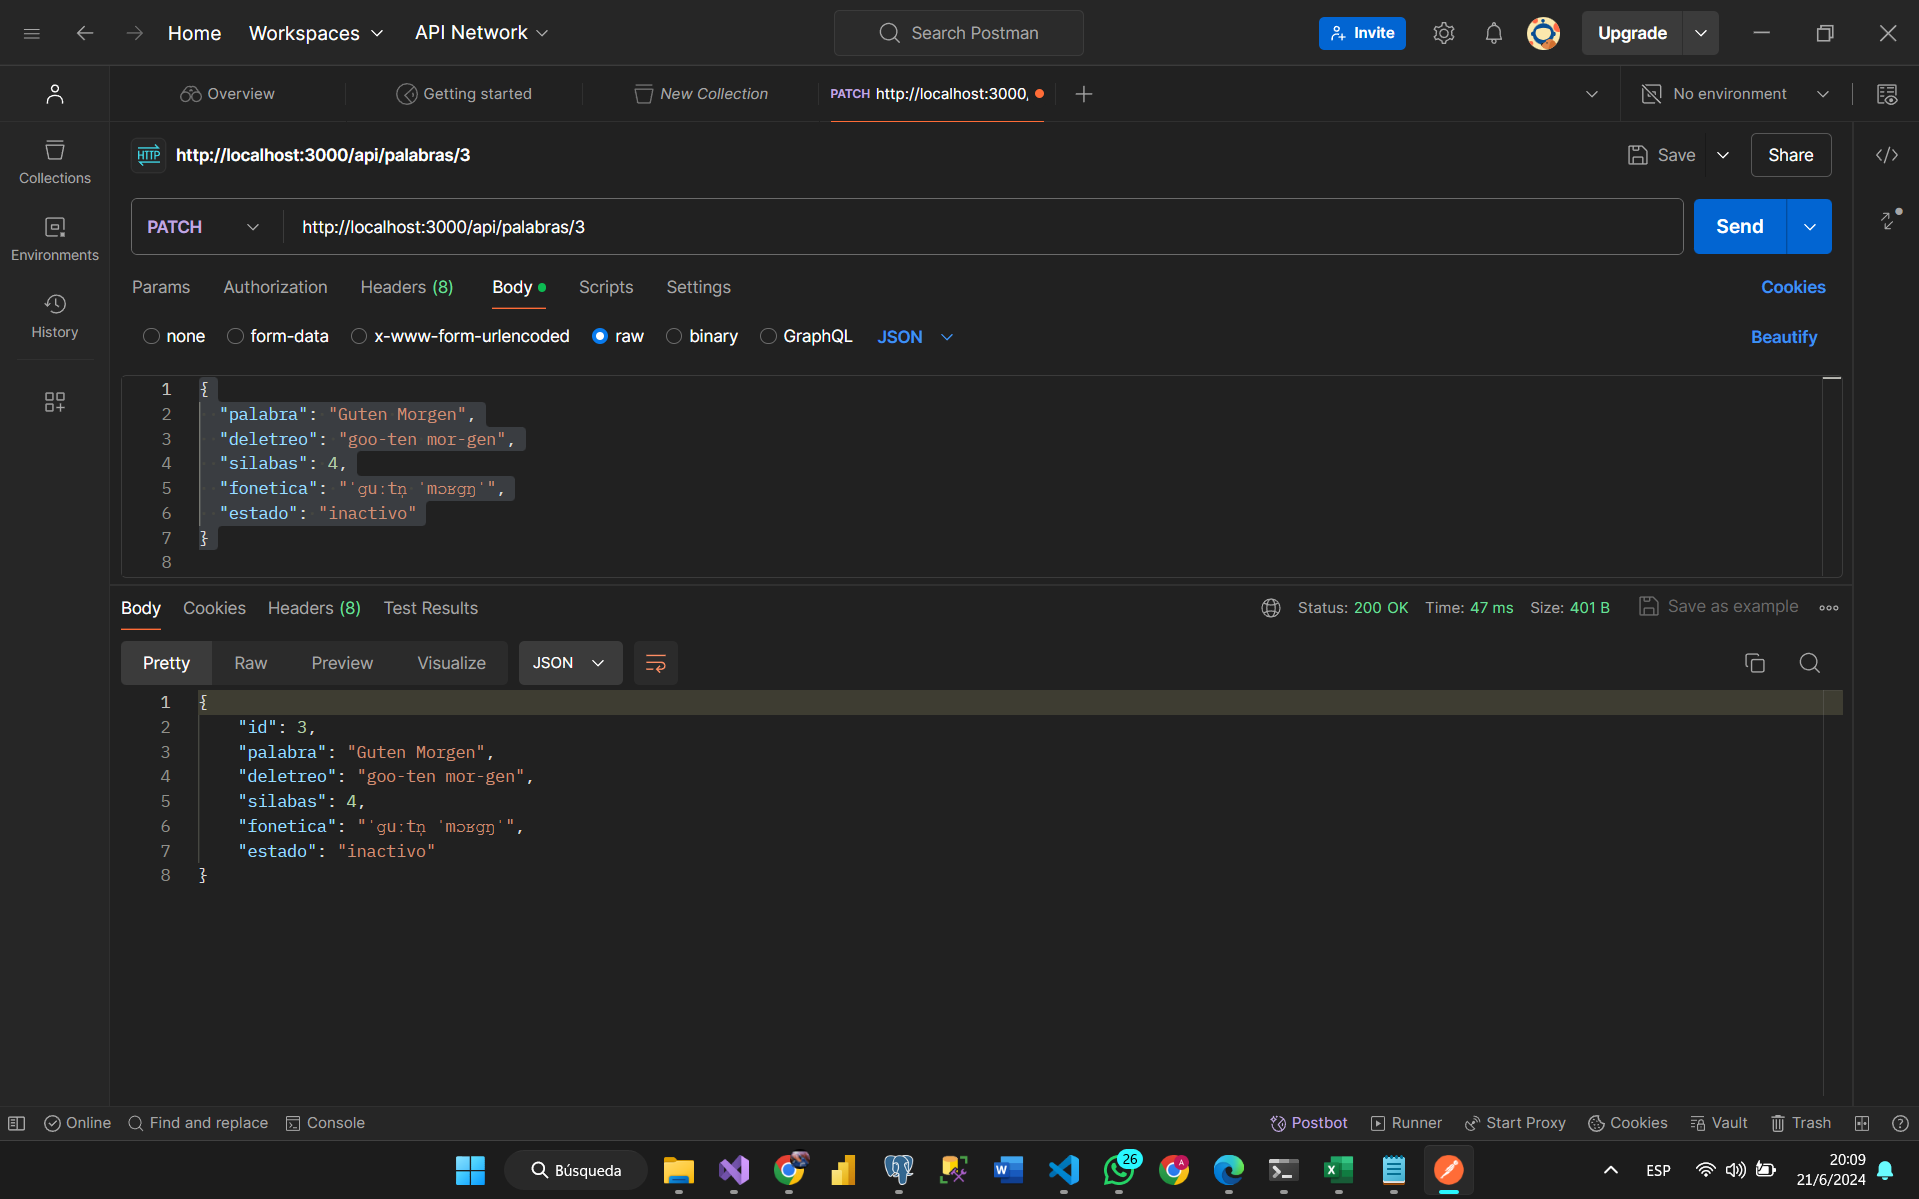 Home Workspaces API Network Search Postman Invite Upgrade
Overview Getting started New Collection PATCH http://localhost:3000, No environment
HTTP http://localhost:3000/api/palabras/3 Save Share
Collections
PATCH http://localhost:3000/api/palabras/3 Send
Environments
Params Authorization Headers (8) Body Scripts Settings Cookies
History
none form-data x-www-form-urlencoded raw binary GraphQL JSON Beautify
1 {
2 "palabra": "Guten Morgen",
3 "deletreo": "goo-ten mor-gen",
4 "silabas": 4,
5 "fonetica": "ˈɡuːtn̩ ˈmɔʁɡŋ̍",
6 "estado": "inactivo"
7 }
8
Body Cookies Headers (8) Test Results Status: 200 OK Time: 47 ms Size: 401 B Save as example
Pretty Raw Preview Visualize JSON
1 {
2 "id": 3,
3 "palabra": "Guten Morgen",
4 "deletreo": "goo-ten mor-gen",
5 "silabas": 4,
6 "fonetica": "ˈɡuːtn̩ ˈmɔʁɡŋ̍",
7 "estado": "inactivo"
8 }
Online Find and replace Console Postbot Runner Start Proxy Cookies Vault Trash
Búsqueda 26 ESP 20:09
21/6/2024